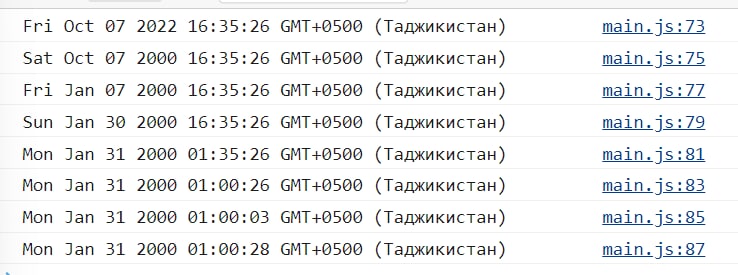 Fri Oct 07 2022 16:35:26 GMT+0500 (Таджикистан) main.js:73
Sat Oct 07 2000 16:35:26 GMT+0500 (Таджикистан) main.js:75
Fri Jan 07 2000 16:35:26 GMT+0500 (Таджикистан) main.js:77
Sun Jan 30 2000 16:35:26 GMT+0500 (Таджикистан) main.js:79
Mon Jan 31 2000 01:35:26 GMT+0500 (Таджикистан) main.js:81
Mon Jan 31 2000 01:00:26 GMT+0500 (Таджикистан) main.js:83
Mon Jan 31 2000 01:00:03 GMT+0500 (Таджикистан) main.js:85
Mon Jan 31 2000 01:00:28 GMT+0500 (Таджикистан) main.js:87